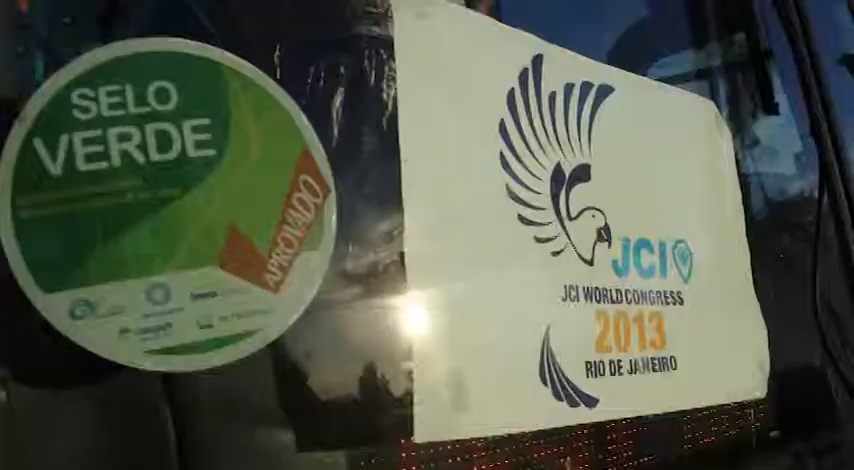 SELO
VERDE
APROVADO
JCI
JCI WORLD CONGRESS
2013
RIO DE JANEIRO